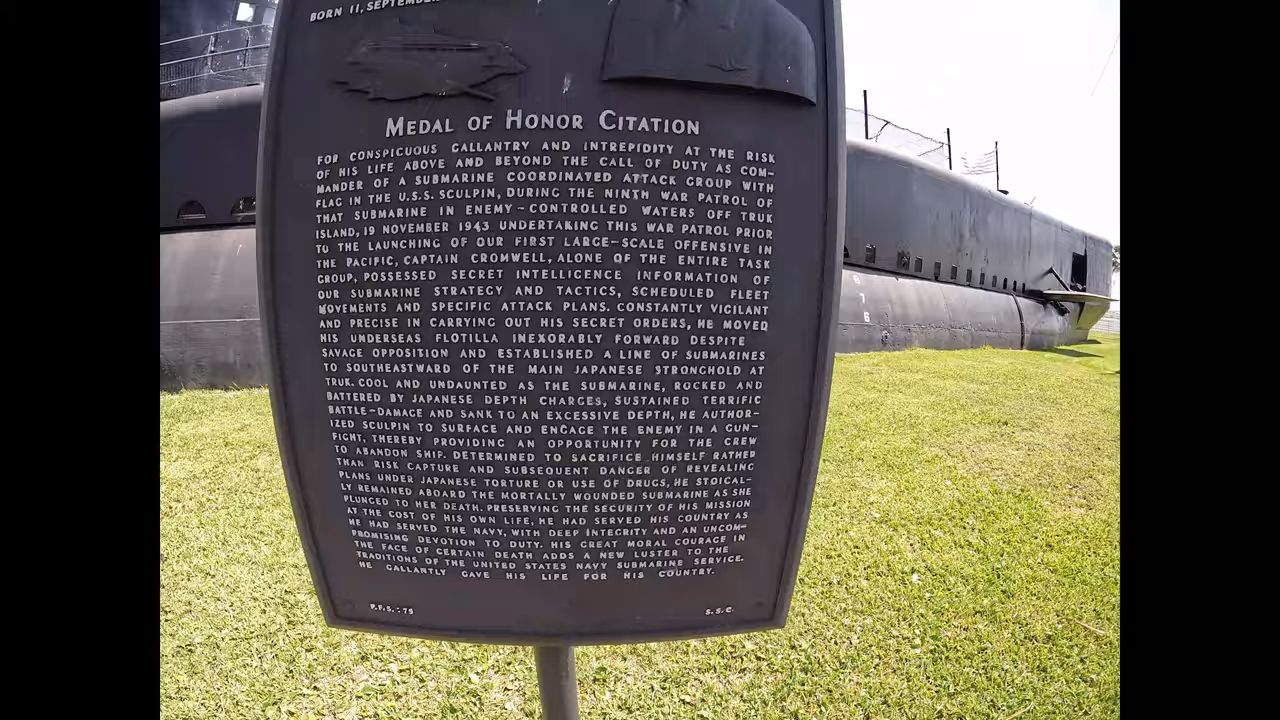 BORN 11, SEPTEMBER
MEDAL OF HONOR CITATION
FOR CONSPICUOUS GALLANTRY AND INTREPIDITY AT THE RISK
OF HIS LIFE ABOVE AND BEYOND THE CALL OF DUTY AS COM-
MANDER OF A SUBMARINE COORDINATED ATTACK GROUP WITH
FLAG IN THE U.S.S. SCULPIN, DURING THE NINTH WAR PATROL OF
THAT SUBMARINE IN ENEMY-CONTROLLED WATERS OFF TRUK
ISLAND, 19 NOVEMBER 1943. UNDERTAKING THIS WAR PATROL PRIOR
TO THE LAUNCHING OF OUR FIRST LARGE-SCALE OFFENSIVE IN
THE PACIFIC, CAPTAIN CROMWELL, ALONE OF THE ENTIRE TASK
GROUP, POSSESSED SECRET INTELLIGENCE INFORMATION OF
OUR SUBMARINE STRATEGY AND TACTICS, SCHEDULED FLEET
MOVEMENTS AND SPECIFIC ATTACK PLANS. CONSTANTLY VIGILANT
AND PRECISE IN CARRYING OUT HIS SECRET ORDERS, HE MOVED
HIS UNDERSEAS FLOTILLA INEXORABLY FORWARD DESPITE
SAVAGE OPPOSITION AND ESTABLISHED A LINE OF SUBMARINES
TO SOUTHEASTWARD OF THE MAIN JAPANESE STRONGHOLD AT
TRUK. COOL AND UNDAUNTED AS THE SUBMARINE, ROCKED AND
BATTERED BY JAPANESE DEPTH CHARGES, SUSTAINED TERRIFIC
BATTLE-DAMAGE AND SANK TO AN EXCESSIVE DEPTH, HE AUTHOR-
IZED SCULPIN TO SURFACE AND ENGAGE THE ENEMY IN A GUN-
FIGHT, THEREBY PROVIDING AN OPPORTUNITY FOR THE CREW
TO ABANDON SHIP. DETERMINED TO SACRIFICE HIMSELF RATHER
THAN RISK CAPTURE AND SUBSEQUENT DANGER OF REVEALING
PLANS UNDER JAPANESE TORTURE OR USE OF DRUGS, HE STOICAL-
LY REMAINED ABOARD THE MORTALLY WOUNDED SUBMARINE AS SHE
PLUNGED TO HER DEATH. PRESERVING THE SECURITY OF HIS MISSION
AT THE COST OF HIS OWN LIFE, HE HAD SERVED HIS COUNTRY AS
HE HAD SERVED THE NAVY, WITH DEEP INTEGRITY AND AN UNCOM-
PROMISING DEVOTION TO DUTY. HIS GREAT MORAL COURAGE IN
THE FACE OF CERTAIN DEATH ADDS A NEW LUSTER TO THE
TRADITIONS OF THE UNITED STATES NAVY SUBMARINE SERVICE.
HE GALLANTLY GAVE HIS LIFE FOR HIS COUNTRY.
P.F.S.:75
S.S.C.